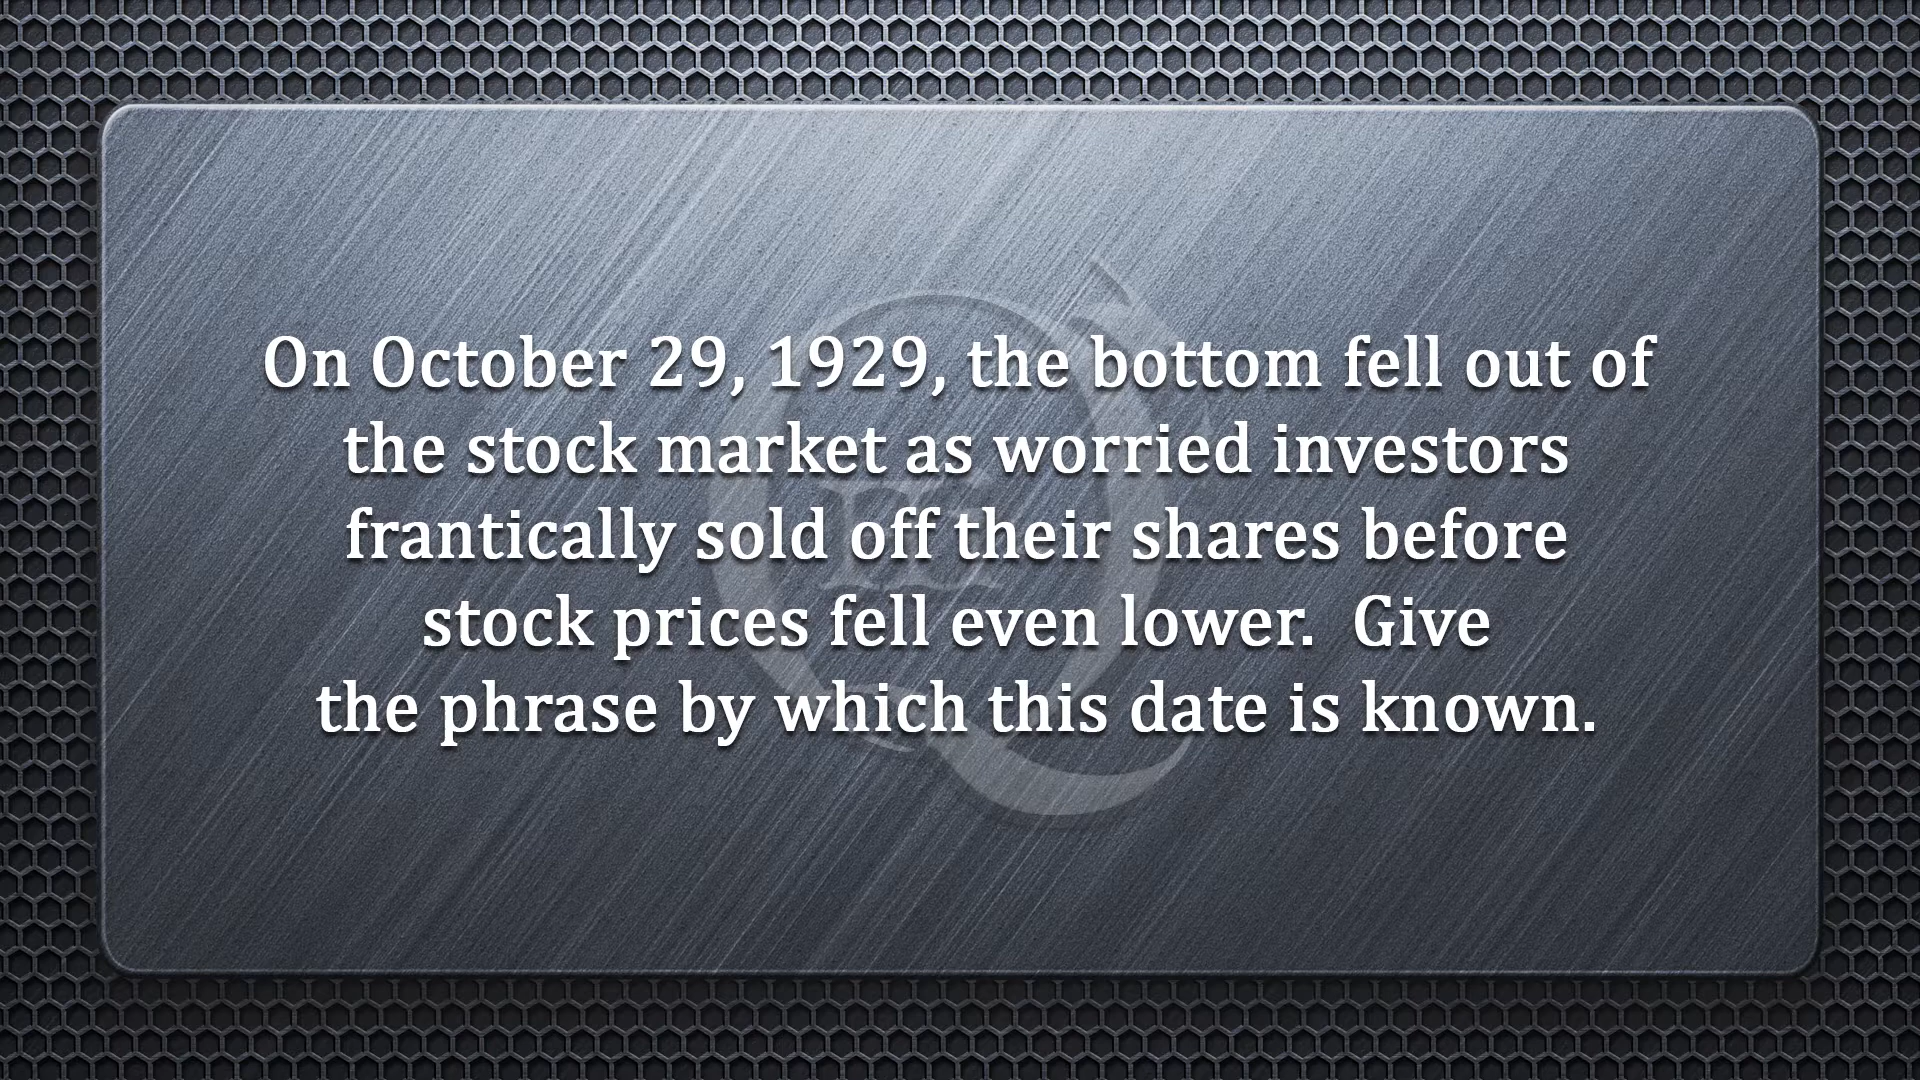 On October 29, 1929, the bottom fell out of
the stock market as worried investors
frantically sold off their shares before
stock prices fell even lower.  Give
the phrase by which this date is known.